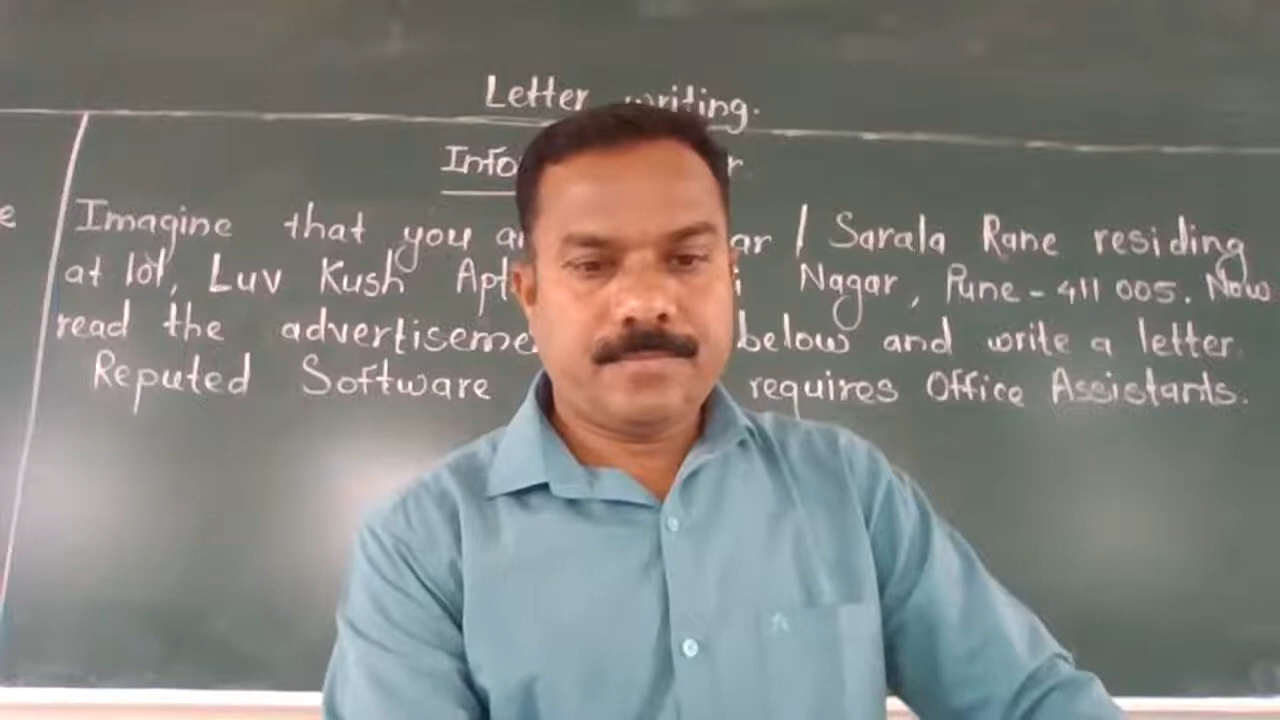 Letter writing.
Info r
e Imagine that you a ar / Sarala Rane residing
at 101, Luv Kush Apt i Nagar, Pune - 411 005. Now
read the advertiseme below and write a letter.
Reputed Software requires Office Assistants.